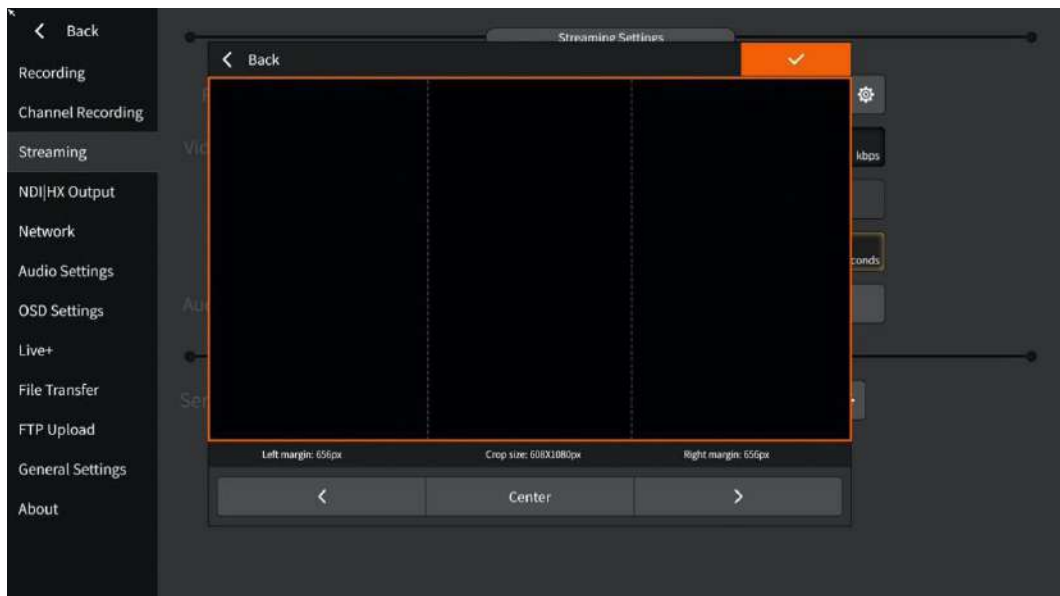 Back
Recording
Channel Recording
Streaming
NDI|HX Output
Network
Audio Settings
OSD Settings
Live+
File Transfer
FTP Upload
General Settings
About
Streaming Settings
Back
kbps
conds
Left margin: 656px
Crop size: 608X1080px
Right margin: 656px
Center